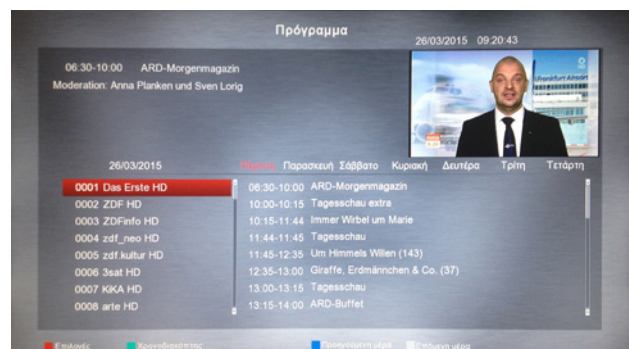 Πρόγραμμα
26/03/2015 09:20:43
06:30-10:00 ARD-Morgenmagazin
Moderation: Anna Planken und Sven Lorig
Frankfurt Airport
26/03/2015
Πέμπτη Παρασκευή Σάββατο Κυριακή Δευτέρα Τρίτη Τετάρτη
0001 Das Erste HD
0002 ZDF HD
0003 ZDFinfo HD
0004 zdf_neo HD
0005 zdf.kultur HD
0006 3sat HD
0007 KiKA HD
0008 arte HD
06:30-10:00 ARD-Morgenmagazin
10:00-10:15 Tagesschau extra
10:15-11:44 Immer Wirbel um Marie
11:44-11:45 Tagesschau
11:45-12:35 Um Himmels Willen (143)
12:35-13:00 Giraffe, Erdmännchen & Co. (37)
13:00-13:15 Tagesschau
13:15-14:00 ARD-Buffet
Επιλογές Χρονοδιακόπτης Προηγούμενη μέρα Επόμενη μέρα